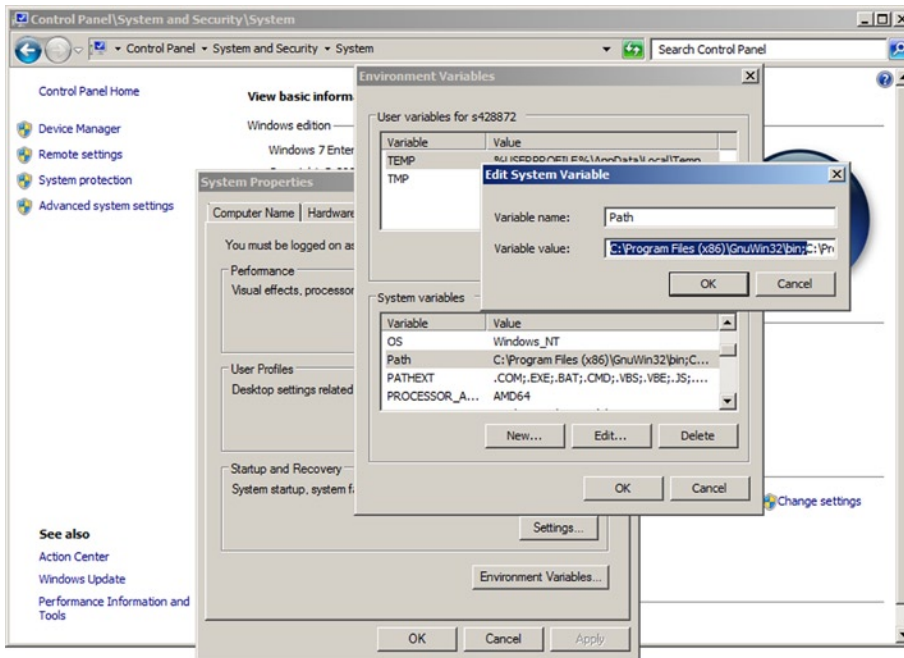 Control Panel\System and Security\System
Control Panel System and Security System
Search Control Panel
Control Panel Home
Device Manager
Remote settings
System protection
Advanced system settings
See also
Action Center
Windows Update
Performance Information and
Tools
View basic inform
Windows edition
Windows 7 Enter
Change settings
System Properties
Computer Name Hardware
You must be logged on as
Performance
Visual effects, processor
User Profiles
Desktop settings related
Startup and Recovery
System startup, system fa
Settings...
Environment Variables...
OK Cancel Apply
Environment Variables
User variables for s428872
Variable Value
TEMP %USERPROFILE%\AppData\Local\Temp
TMP
System variables
Variable Value
OS Windows_NT
Path C:\Program Files (x86)\GnuWin32\bin;C...
PATHEXT .COM;.EXE;.BAT;.CMD;.VBS;.VBE;.JS;....
PROCESSOR_A... AMD64
New... Edit... Delete
OK Cancel
Edit System Variable
Variable name: Path
Variable value: C:\Program Files (x86)\GnuWin32\bin;C:\Pr
OK Cancel